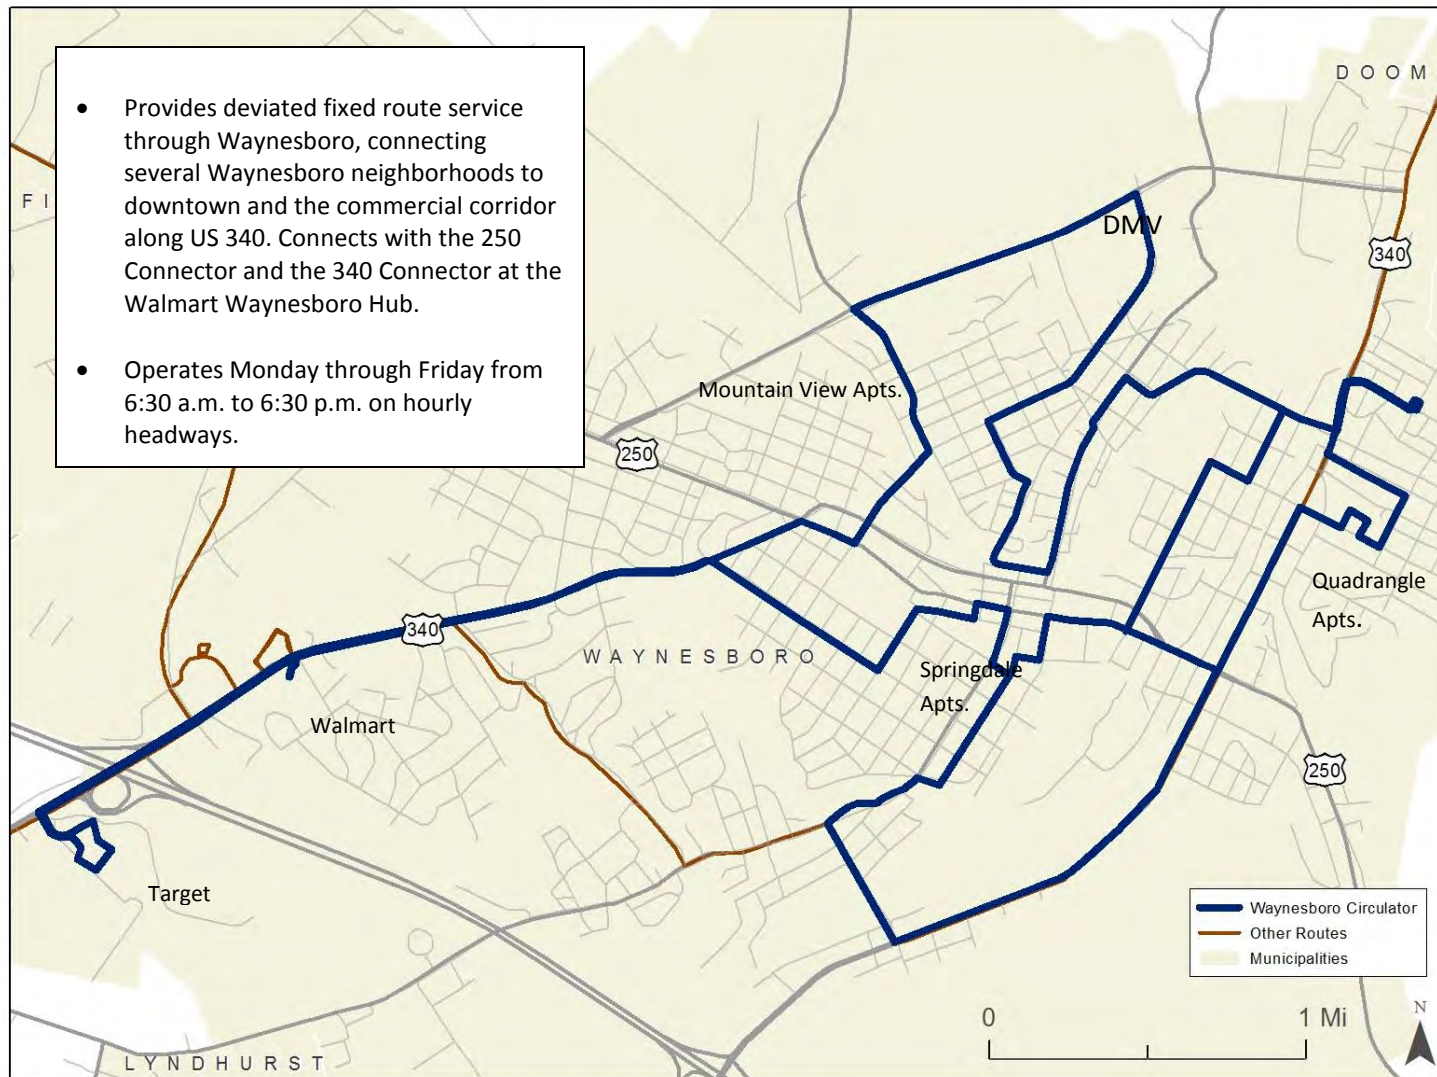 DOOM
• Provides deviated fixed route service
through Waynesboro, connecting
several Waynesboro neighborhoods to
downtown and the commercial corridor
along US 340. Connects with the 250
Connector and the 340 Connector at the
Walmart Waynesboro Hub.
• Operates Monday through Friday from
6:30 a.m. to 6:30 p.m. on hourly
headways.
FI
DMV
340
Mountain View Apts.
250
Quadrangle
Apts.
340
WAYNESBORO
Springdale
Apts.
Walmart
250
Target
Waynesboro Circulator
Other Routes
Municipalities
0 1 Mi
N
LYNDHURST